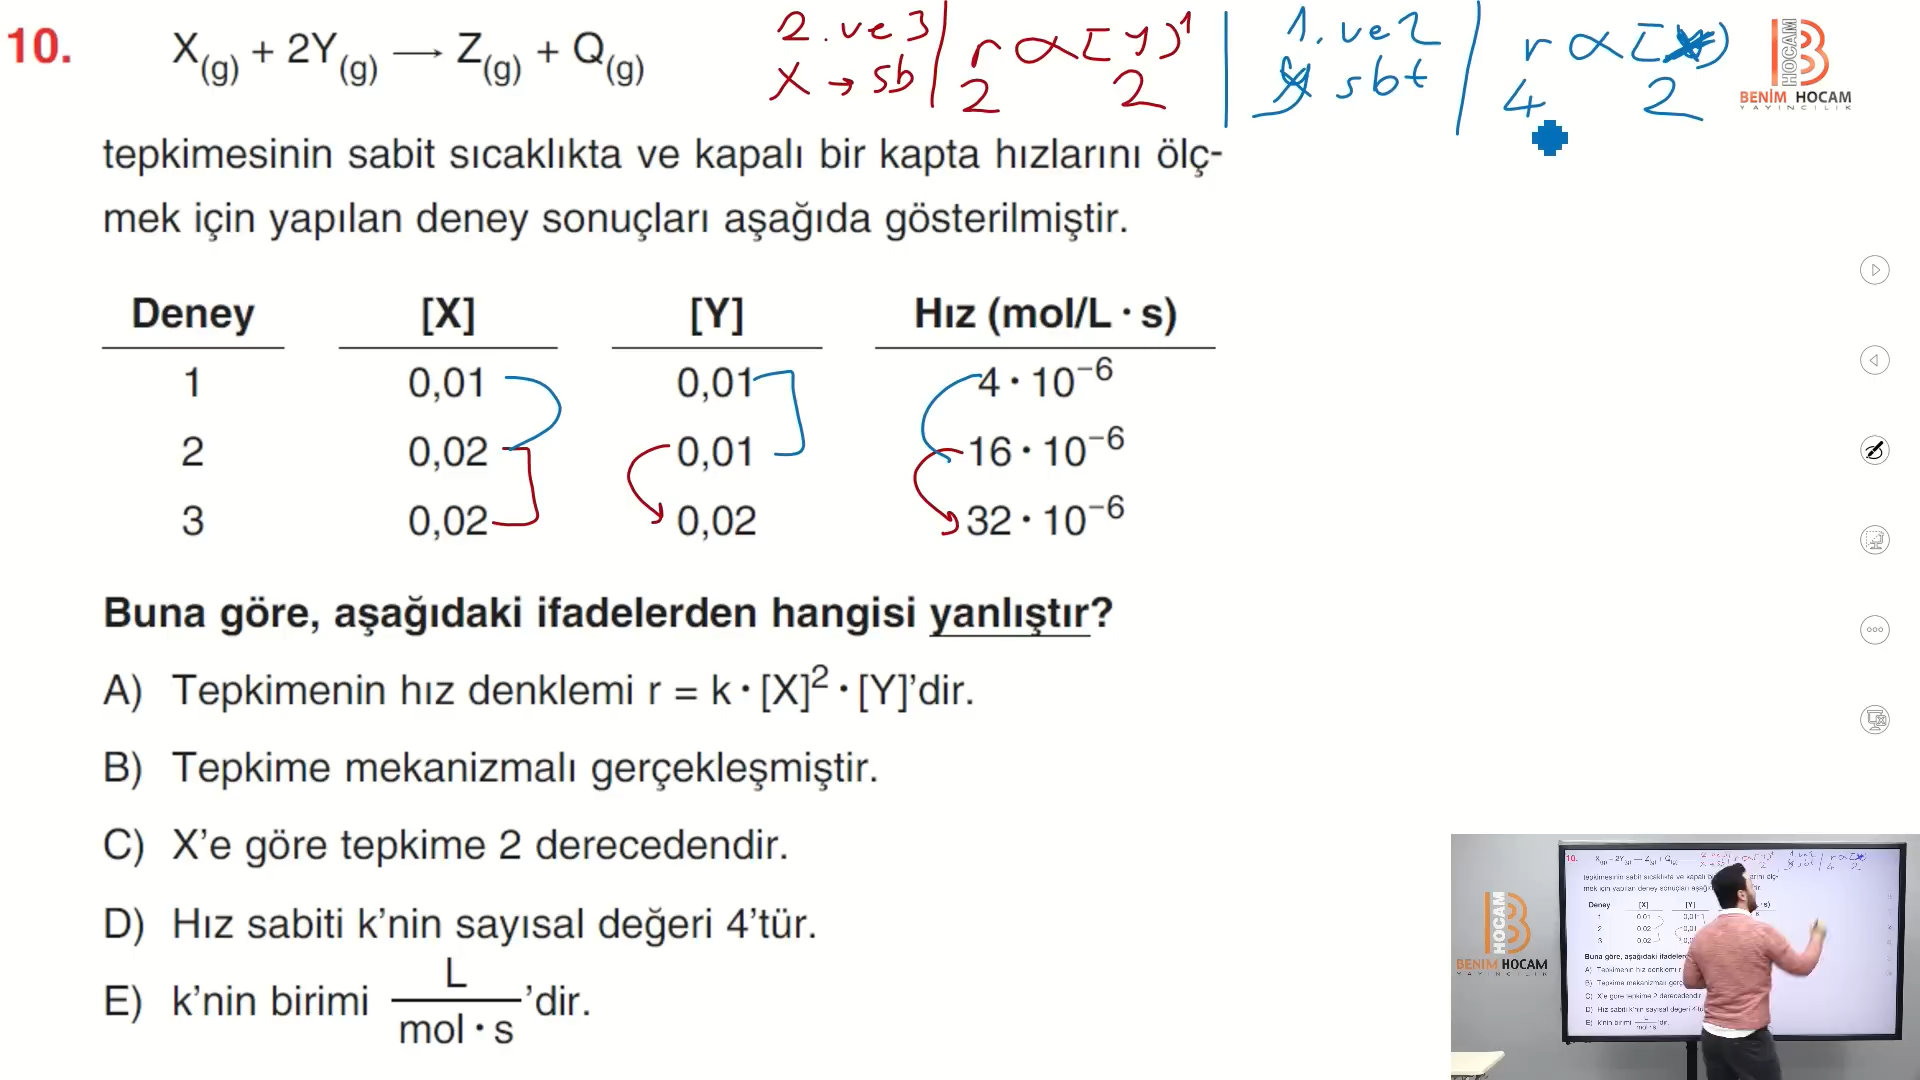 10. X(g) + 2Y(g) → Z(g) + Q(g)
2. ve 3 | r ∝ [Y]¹ | 1. ve 2 | r ∝ [X]
X → sb | 2 2 | y sbt | 4 2
HOCAM
BENİM HOCAM
YAYINCILIK
tepkimesinin sabit sıcaklıkta ve kapalı bir kapta hızlarını ölç-
mek için yapılan deney sonuçları aşağıda gösterilmiştir.
Deney [X] [Y] Hız (mol/L · s)
1 0,01 0,01 4 · 10⁻⁶
2 0,02 0,01 16 · 10⁻⁶
3 0,02 0,02 32 · 10⁻⁶
Buna göre, aşağıdaki ifadelerden hangisi yanlıştır?
A) Tepkimenin hız denklemi r = k · [X]² · [Y]’dir.
B) Tepkime mekanizmalı gerçekleşmiştir.
C) X’e göre tepkime 2 derecedendir.
D) Hız sabiti k’nin sayısal değeri 4’tür.
E) k’nin birimi L / mol · s ’dir.
HOCAM
BENİM HOCAM
YAYINCILIK